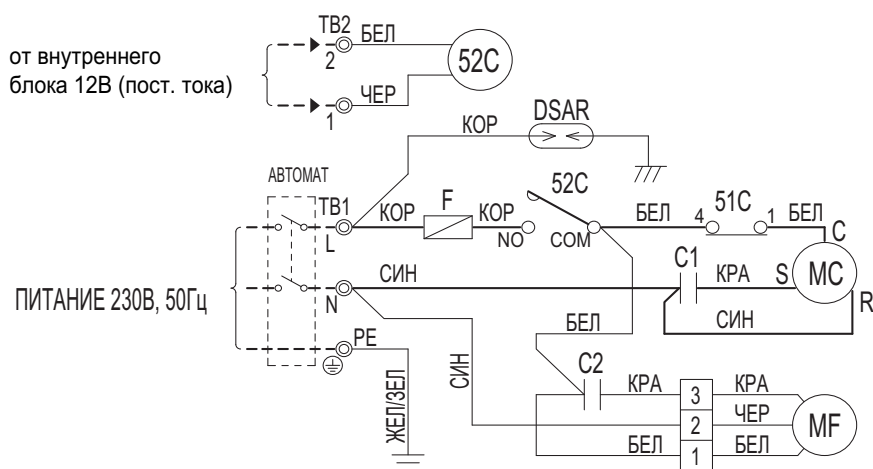 от внутреннего
блока 12В (пост. тока)
TB2
БЕЛ
2
52C
ЧЕР
1
КОР
DSAR
АВТОМАТ
TB1
КОР
F
КОР
52C
БЕЛ
4
51C
1
БЕЛ
L
NO
COM
C
СИН
C1
КРА
S
MC
R
ПИТАНИЕ 230В, 50Гц
N
СИН
БЕЛ
PE
СИН
ЖЕЛ/ЗЕЛ
C2
КРА
3
КРА
2
ЧЕР
MF
БЕЛ
1
БЕЛ